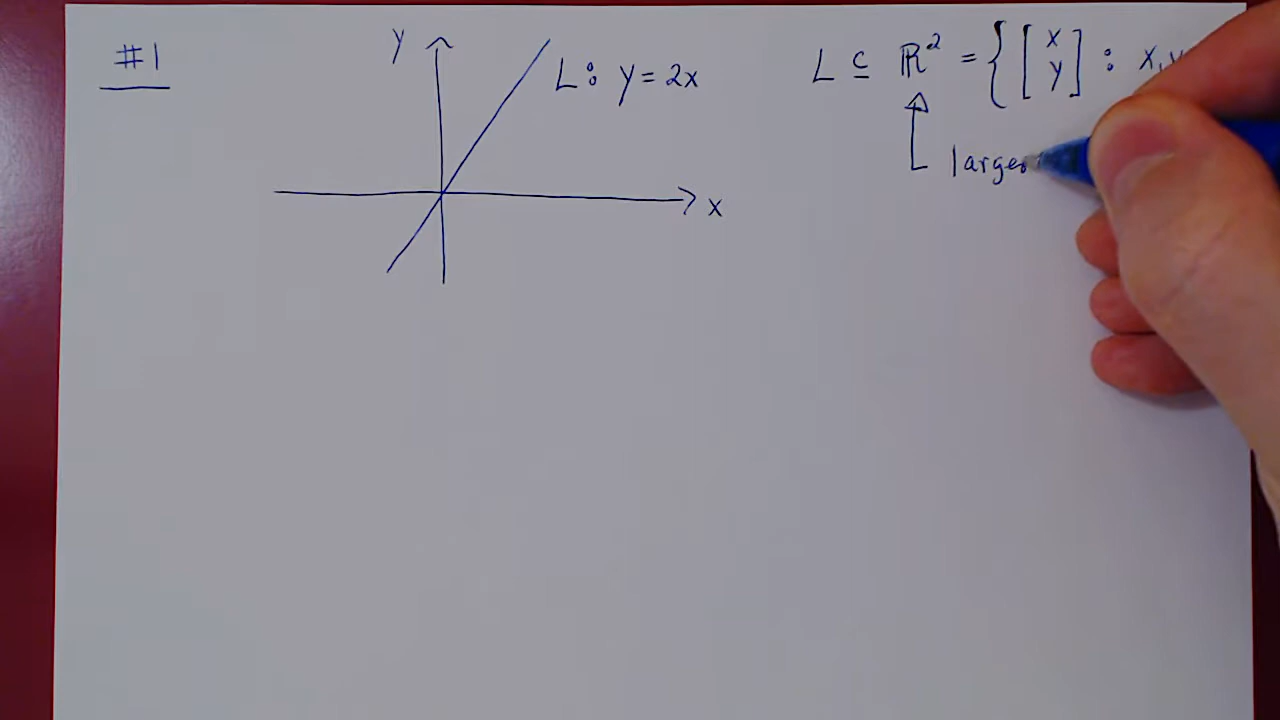 #1
y
L: y = 2x
x
L ⊆ ℝ² = { [ x y ] : x, y
larger